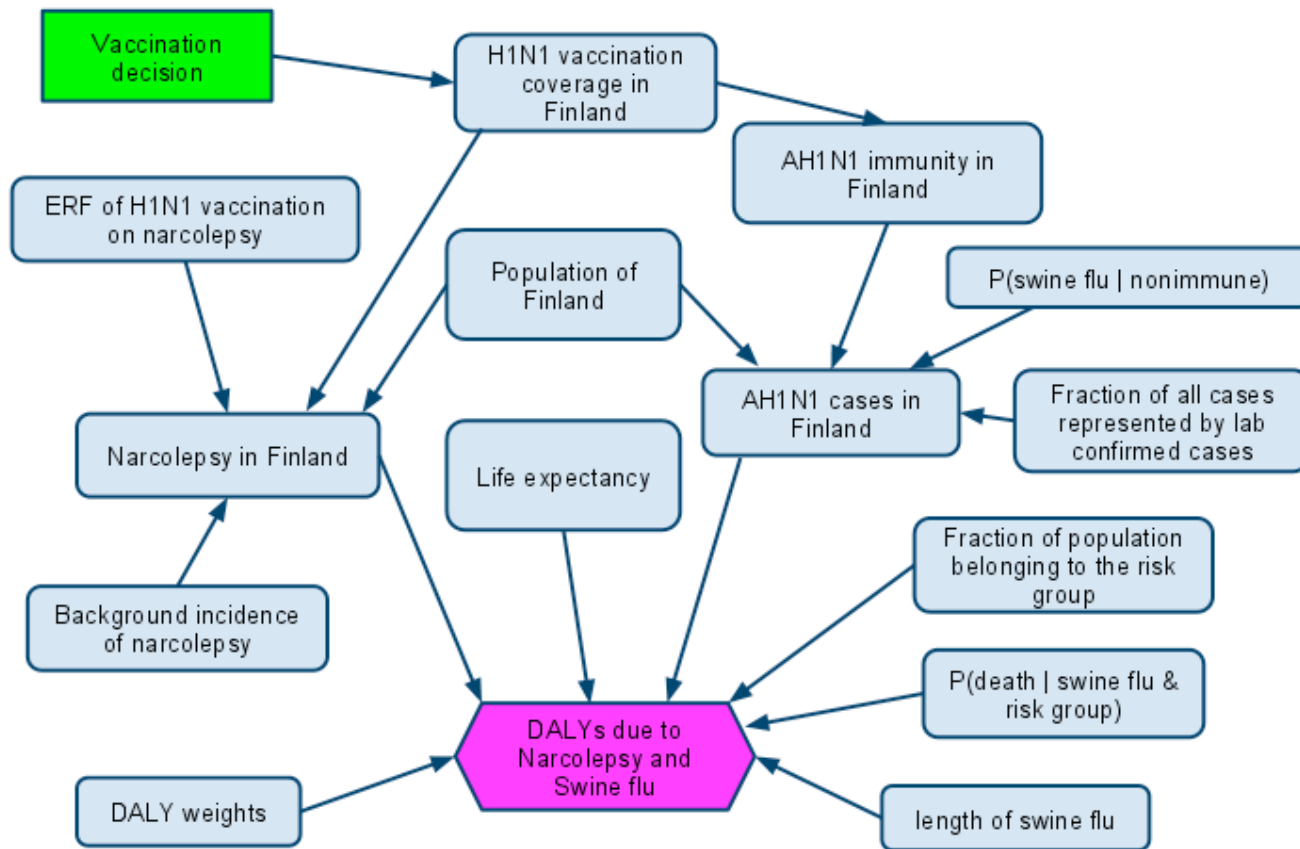 Vaccination
decision
H1N1 vaccination
coverage in
Finland
AH1N1 immunity in
Finland
ERF of H1N1 vaccination
on narcolepsy
Population of
Finland
P(swine flu | nonimmune)
Narcolepsy in Finland
Life expectancy
AH1N1 cases in
Finland
Fraction of all cases
represented by lab
confirmed cases
Background incidence
of narcolepsy
Fraction of population
belonging to the risk
group
P(death | swine flu &
risk group)
DALYs due to
Narcolepsy and
Swine flu
DALY weights
length of swine flu